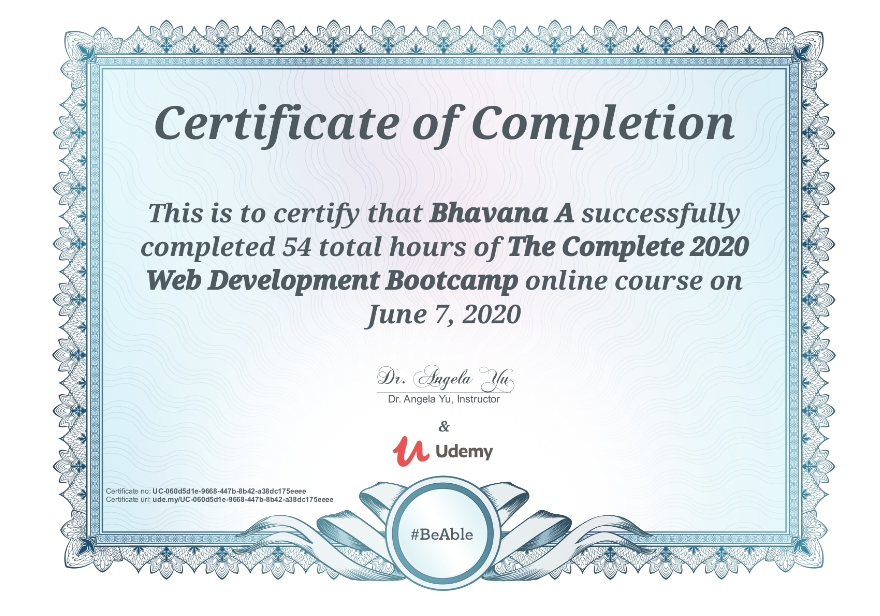 Certificate of Completion
This is to certify that Bhavana A successfully
completed 54 total hours of The Complete 2020
Web Development Bootcamp online course on
June 7, 2020
Dr. Angela Yu
Dr. Angela Yu, Instructor
&
Udemy
Certificate no: UC-060d5d1e-9668-447b-8b42-a38dc175eeee
Certificate url: ude.my/UC-060d5d1e-9668-447b-8b42-a38dc175eeee
#BeAble